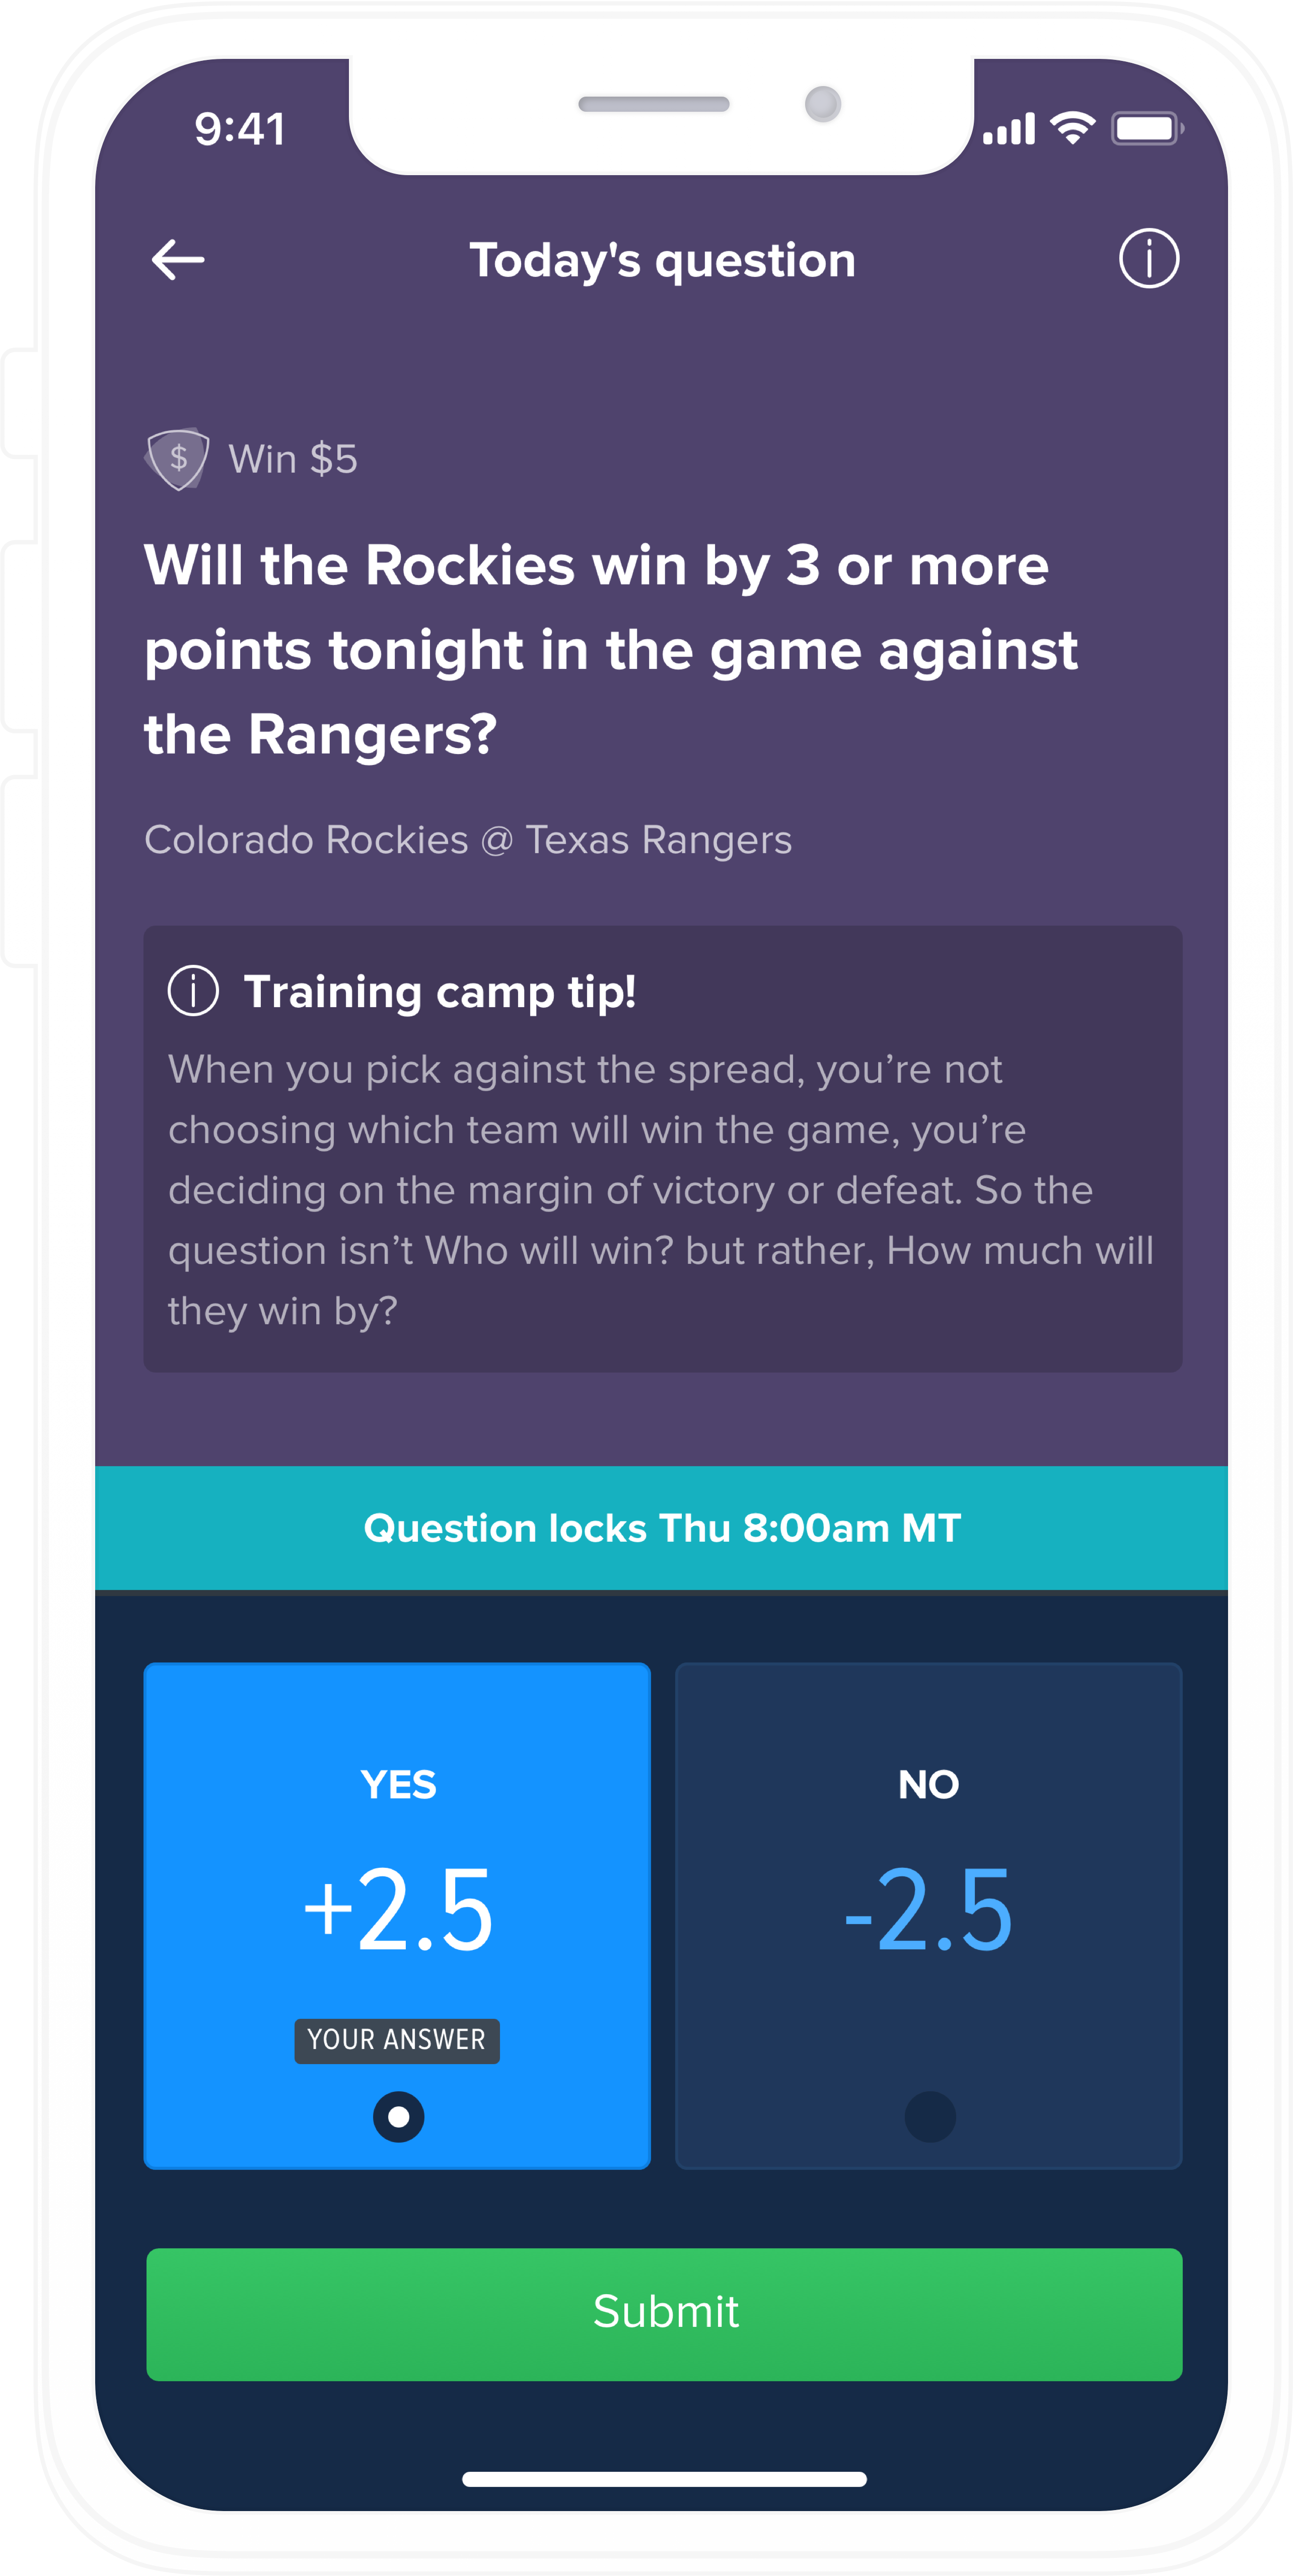 9:41
Today's question
$ Win $5
Will the Rockies win by 3 or more
points tonight in the game against
the Rangers?
Colorado Rockies @ Texas Rangers
Training camp tip!
When you pick against the spread, you’re not
choosing which team will win the game, you’re
deciding on the margin of victory or defeat. So the
question isn’t Who will win? but rather, How much will
they win by?
Question locks Thu 8:00am MT
YES
+2.5
YOUR ANSWER
NO
-2.5
Submit